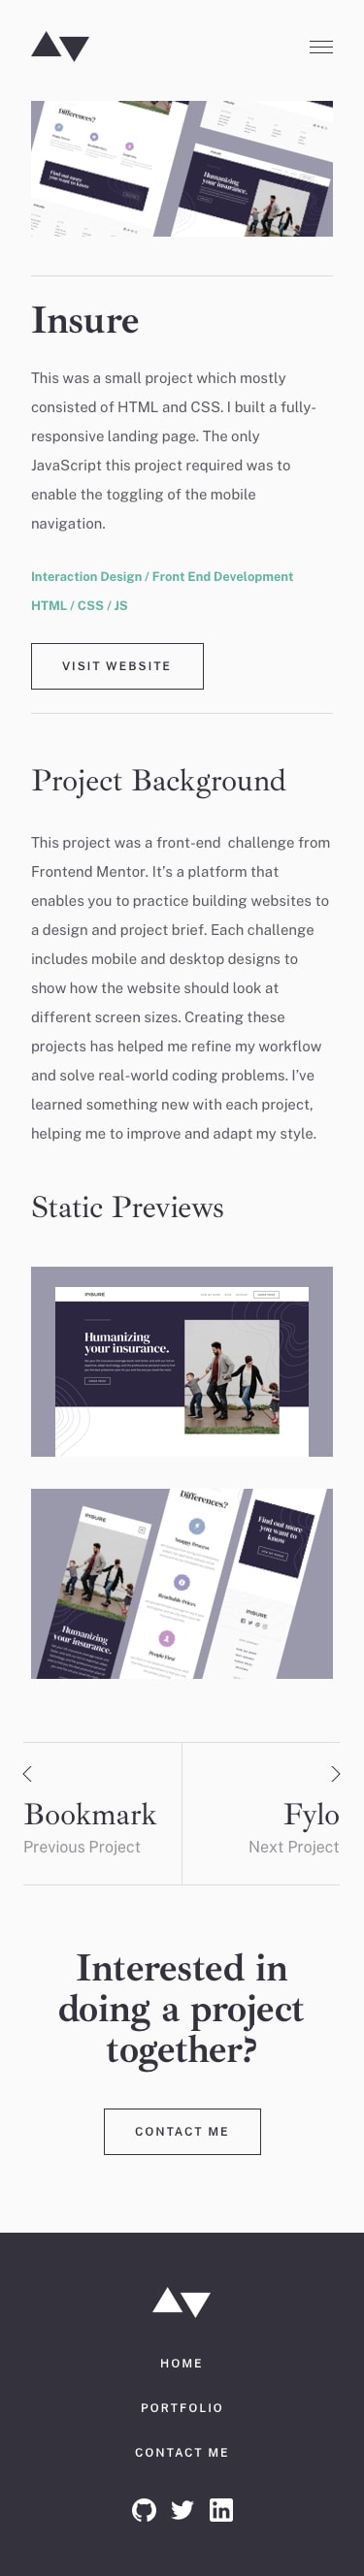 Differences?
Find out more
you want to know
Humanizing
your insurance.
Insure
This was a small project which mostly
consisted of HTML and CSS. I built a fully-
responsive landing page. The only
JavaScript this project required was to
enable the toggling of the mobile
navigation.
Interaction Design / Front End Development
HTML / CSS / JS
VISIT WEBSITE
Project Background
This project was a front-end  challenge from
Frontend Mentor. It’s a platform that
enables you to practice building websites to
a design and project brief. Each challenge
includes mobile and desktop designs to
show how the website should look at
different screen sizes. Creating these
projects has helped me refine my workflow
and solve real-world coding problems. I’ve
learned something new with each project,
helping me to improve and adapt my style.
Static Previews
INSURE
Humanizing
your insurance.
INSURE
Humanizing
your insurance.
Differences?
Snappy Process
Affordable Prices
People First
Find out more
you want to
know
INSURE
Bookmark
Previous Project
Fylo
Next Project
Interested in
doing a project
together?
CONTACT ME
HOME
PORTFOLIO
CONTACT ME